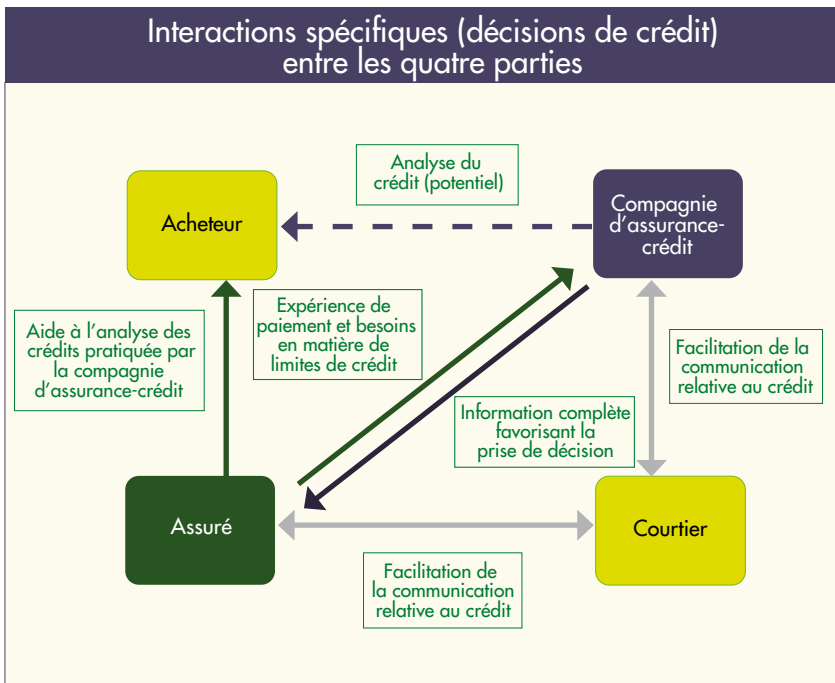 Interactions spécifiques (décisions de crédit)
entre les quatre parties
Analyse du
crédit (potentiel)
Acheteur
Compagnie
d'assurance-
crédit
Aide à l'analyse des
crédits pratiquée par
la compagnie
d'assurance-crédit
Expérience de
paiement et besoins
en matière de
limites de crédit
Facilitation de la
communication
relative au crédit
Information complète
favorisant la
prise de décision
Assuré
Courtier
Facilitation de
la communication
relative au crédit